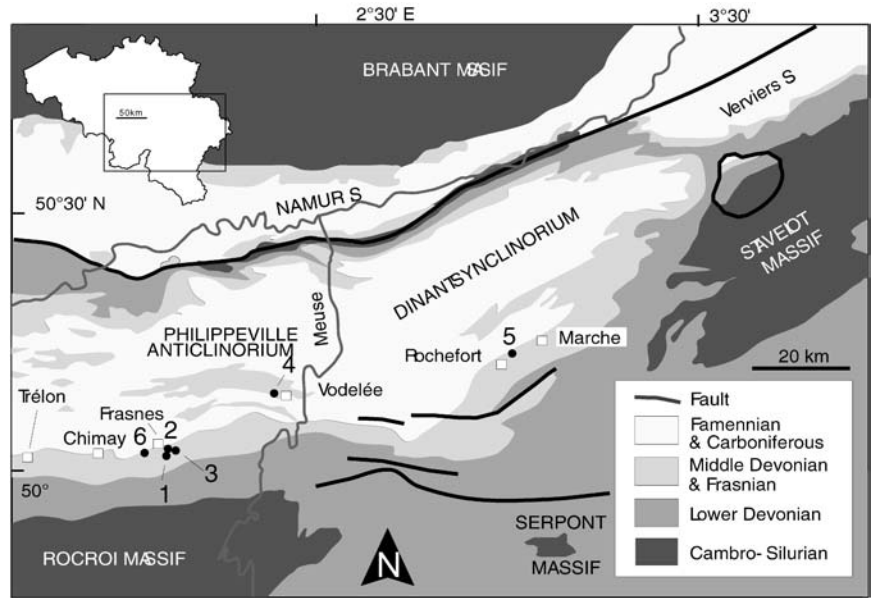 2°30' E
3°30'
BRABANT MASSIF
Verviers S
50km
50°30' N
NAMUR S
STAVELOT
MASSIF
DINANT SYNCLINORIUM
Meuse
PHILIPPEVILLE
ANTICLINORIUM
5
Marche
Rochefort
4
20 km
Vodelée
Trélon
Frasnes
Chimay
6
2
3
1
50°
Fault
Famennian
& Carboniferous
Middle Devonian
& Frasnian
Lower Devonian
Cambro-Silurian
SERPONT
MASSIF
ROCROI MASSIF
N